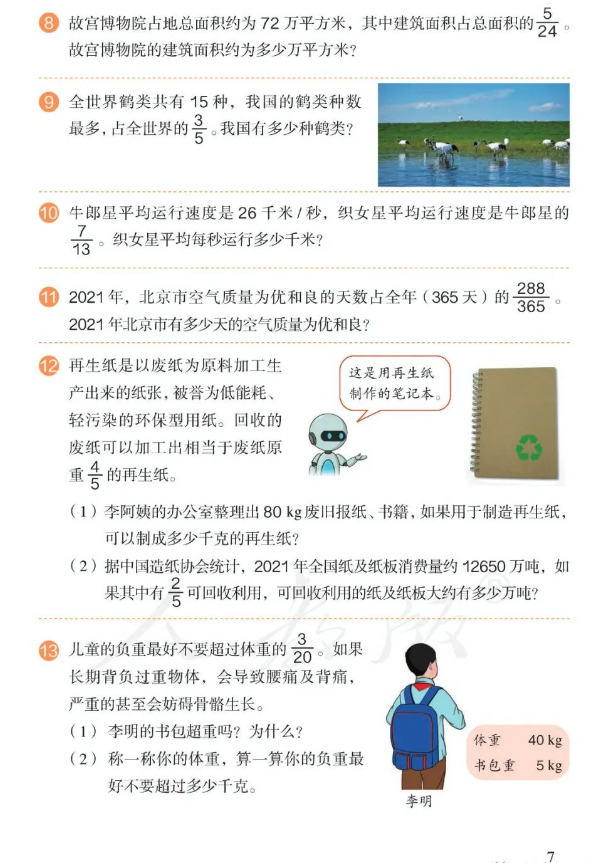 8 故宫博物院占地总面积约为 72 万平方米，其中建筑面积占总面积的 5/24 。
故宫博物院的建筑面积约为多少万平方米？
9 全世界鹤类共有 15 种，我国的鹤类种数
最多，占全世界的 3/5 。我国有多少种鹤类？
10 牛郎星平均运行速度是 26 千米 / 秒，织女星平均运行速度是牛郎星的
7/13 。织女星平均每秒运行多少千米？
11 2021 年，北京市空气质量为优和良的天数占全年（365 天）的 288/365 。
2021 年北京市有多少天的空气质量为优和良？
12 再生纸是以废纸为原料加工生
产出来的纸张，被誉为低能耗、
轻污染的环保型用纸。回收的
废纸可以加工出相当于废纸原
重 4/5 的再生纸。
这是用再生纸
制作的笔记本。
（1）李阿姨的办公室整理出 80 kg 废旧报纸、书籍，如果用于制造再生纸，
可以制成多少千克的再生纸？
（2）据中国造纸协会统计，2021 年全国纸及纸板消费量约 12650 万吨，如
果其中有 2/5 可回收利用，可回收利用的纸及纸板大约有多少万吨？
13 儿童的负重最好不要超过体重的 3/20 。如果
长期背负过重物体，会导致腰痛及背痛，
严重的甚至会妨碍骨骼生长。
（1）李明的书包超重吗？为什么？
（2）称一称你的体重，算一算你的负重最
好不要超过多少千克。
体重 40 kg
书包重 5 kg
李明
人教版®
7